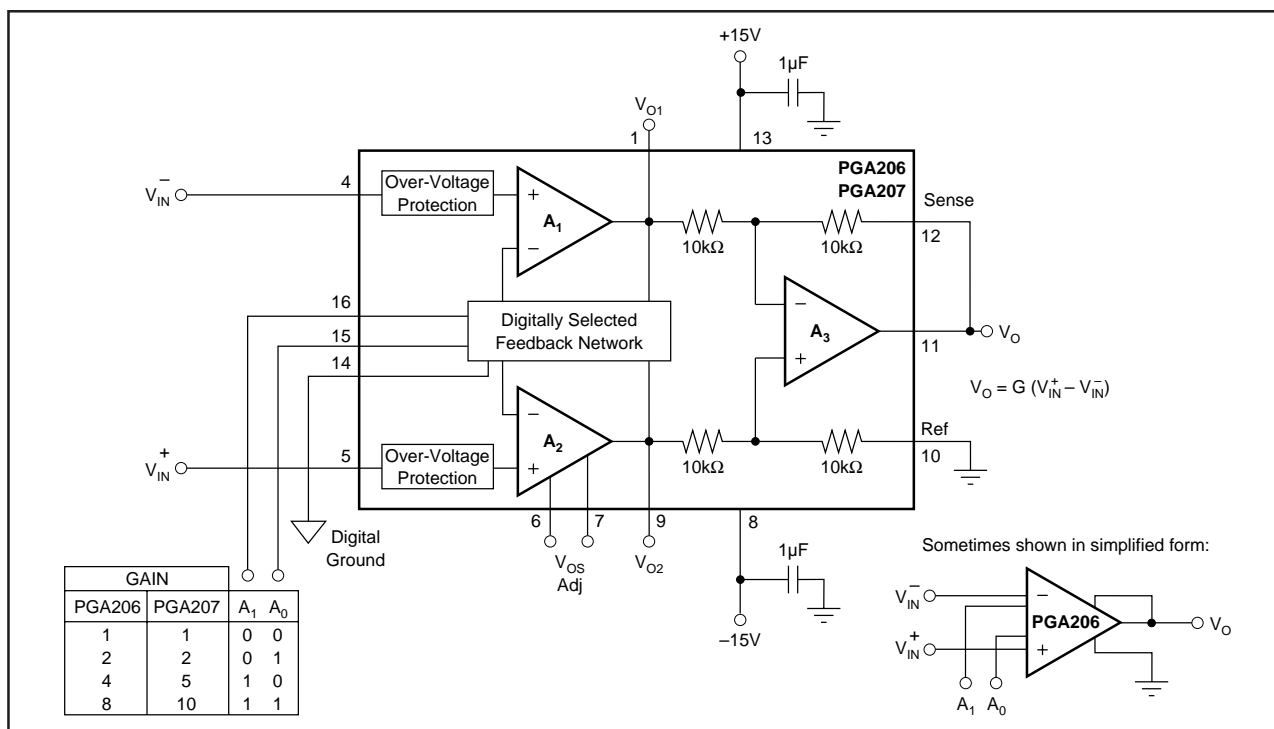 +15V
1µF
V_O1
1
13
PGA206
PGA207
V_IN^–
4
Over-Voltage
Protection
+
A_1
–
10kΩ
10kΩ
Sense
12
16
15
14
Digitally Selected
Feedback Network
–
A_3
+
11
V_O
V_O = G (V_IN^+ – V_IN^–)
V_IN^+
5
Over-Voltage
Protection
–
A_2
+
10kΩ
10kΩ
Ref
10
6
7
9
8
Digital
Ground
V_OS
Adj
V_O2
1µF
–15V
GAIN
PGA206 PGA207 A_1 A_0
1 1 0 0
2 2 0 1
4 5 1 0
8 10 1 1
Sometimes shown in simplified form:
V_IN^–
–
PGA206
V_O
V_IN^+
+
A_1 A_0